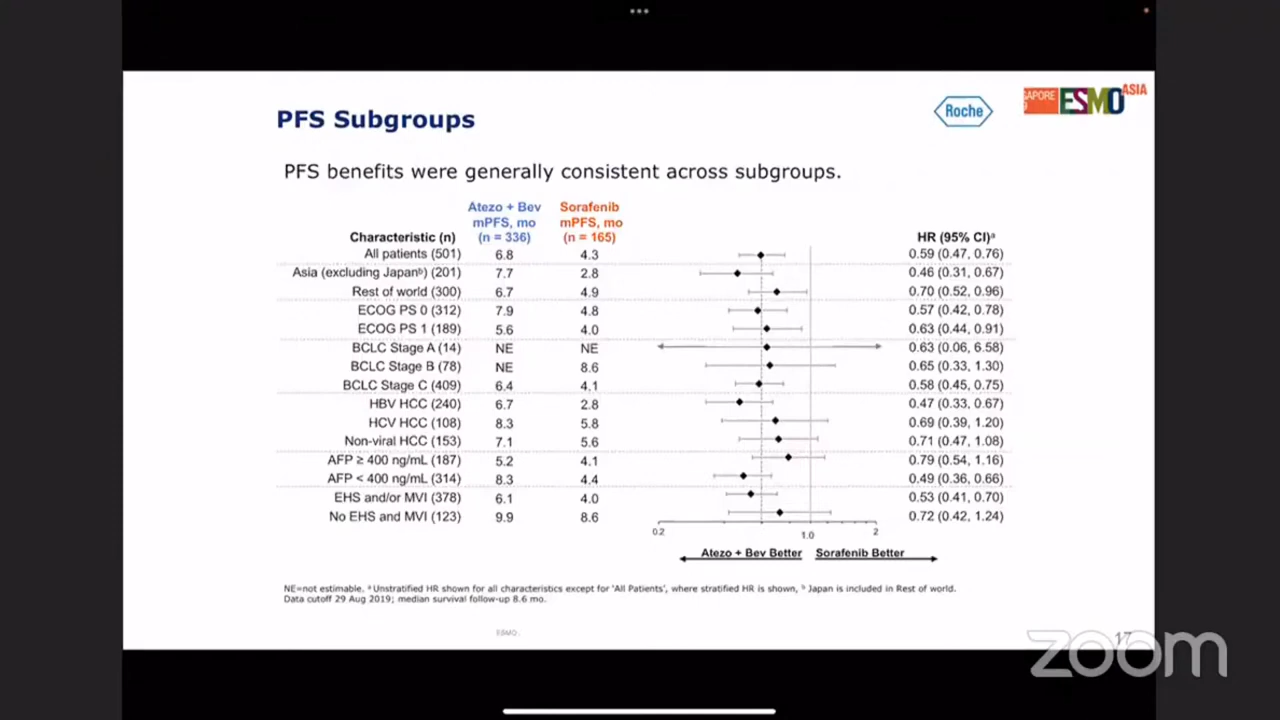 Roche
GAPORE
9
ESMO
ASIA
PFS Subgroups
PFS benefits were generally consistent across subgroups.
Atezo + Bev Sorafenib
mPFS, mo mPFS, mo
Characteristic (n) (n = 336) (n = 165) HR (95% CI)ᵃ
All patients (501) 6.8 4.3 0.59 (0.47, 0.76)
Asia (excluding Japanᵇ) (201) 7.7 2.8 0.46 (0.31, 0.67)
Rest of world (300) 6.7 4.9 0.70 (0.52, 0.96)
ECOG PS 0 (312) 7.9 4.8 0.57 (0.42, 0.78)
ECOG PS 1 (189) 5.6 4.0 0.63 (0.44, 0.91)
BCLC Stage A (14) NE NE 0.63 (0.06, 6.58)
BCLC Stage B (78) NE 8.6 0.65 (0.33, 1.30)
BCLC Stage C (409) 6.4 4.1 0.58 (0.45, 0.75)
HBV HCC (240) 6.7 2.8 0.47 (0.33, 0.67)
HCV HCC (108) 8.3 5.8 0.69 (0.39, 1.20)
Non-viral HCC (153) 7.1 5.6 0.71 (0.47, 1.08)
AFP ≥ 400 ng/mL (187) 5.2 4.1 0.79 (0.54, 1.16)
AFP < 400 ng/mL (314) 8.3 4.4 0.49 (0.36, 0.66)
EHS and/or MVI (378) 6.1 4.0 0.53 (0.41, 0.70)
No EHS and MVI (123) 9.9 8.6 0.72 (0.42, 1.24)
0.2 1.0 2
Atezo + Bev Better Sorafenib Better
NE=not estimable. ᵃ Unstratified HR shown for all characteristics except for 'All Patients', where stratified HR is shown, ᵇ Japan is included in Rest of world.
Data cutoff 29 Aug 2019; median survival follow-up 8.6 mo.
ESMO.
17
zoom